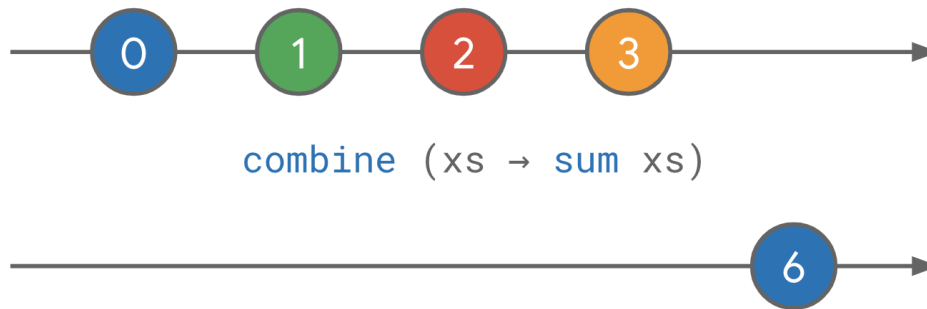 0 1 2 3
combine (xs → sum xs)
6